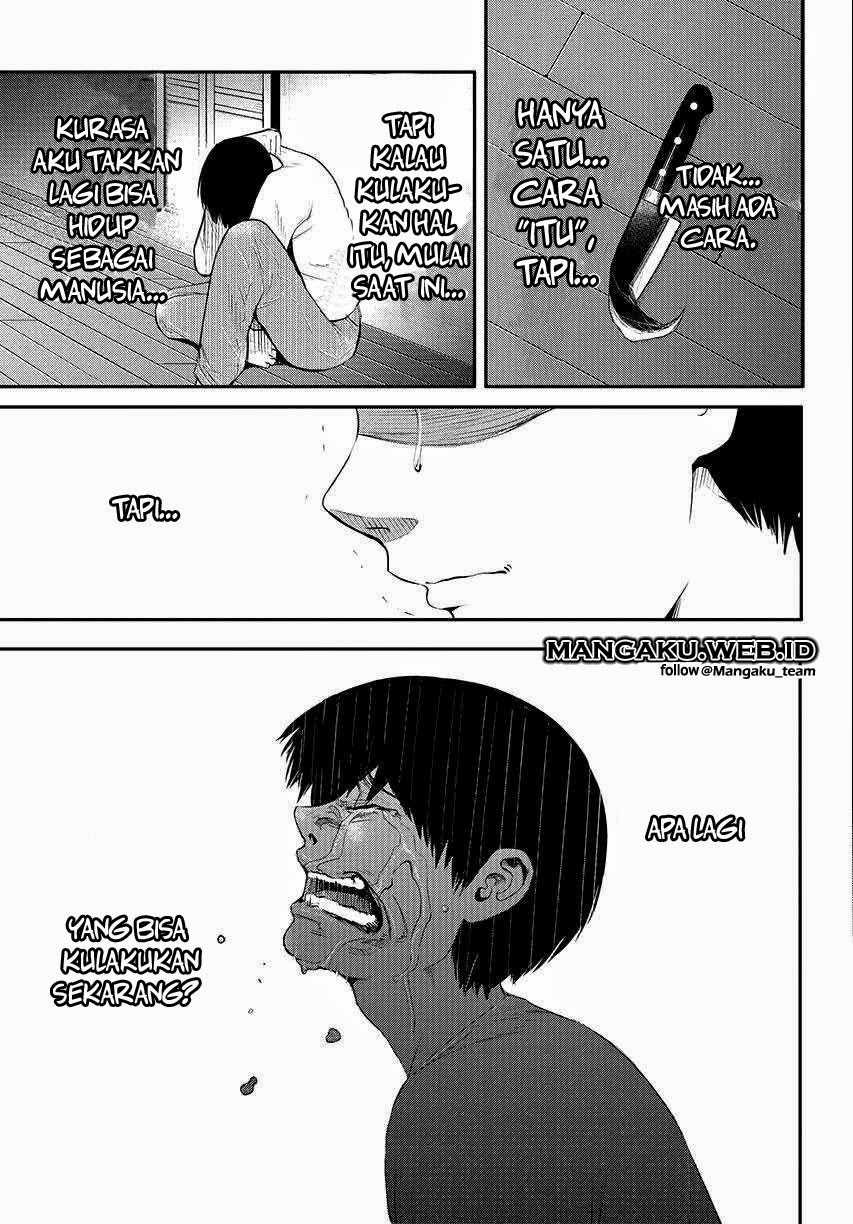 TIDAK...
MASIH ADA
CARA.
HANYA
SATU...
CARA
"ITU",
TAPI...
TAPI
KALAU
KULAKU-
KAN HAL
ITU, MULAI
SAAT INI...
KURASA
AKU TAKKAN
LAGI BISA
HIDUP
SEBAGAI
MANUSIA...
TAPI...
MANGAKU.WEB.ID
follow @Mangaku_team
APA LAGI
YANG BISA
KULAKUKAN
SEKARANG?